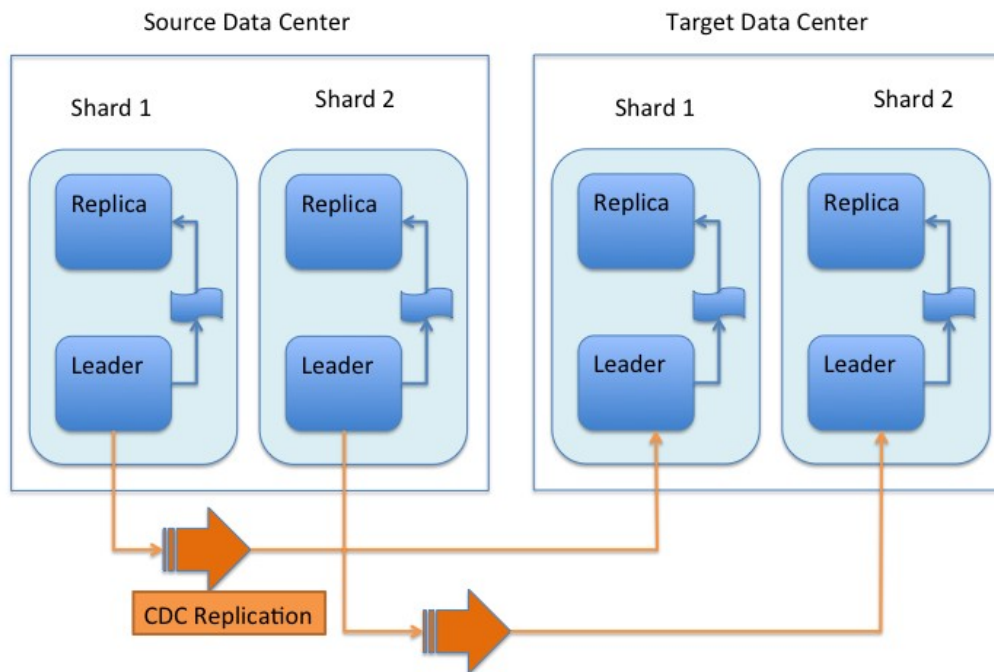 Source Data Center
Target Data Center
Shard 1
Shard 2
Shard 1
Shard 2
Replica
Replica
Replica
Replica
Leader
Leader
Leader
Leader
CDC Replication